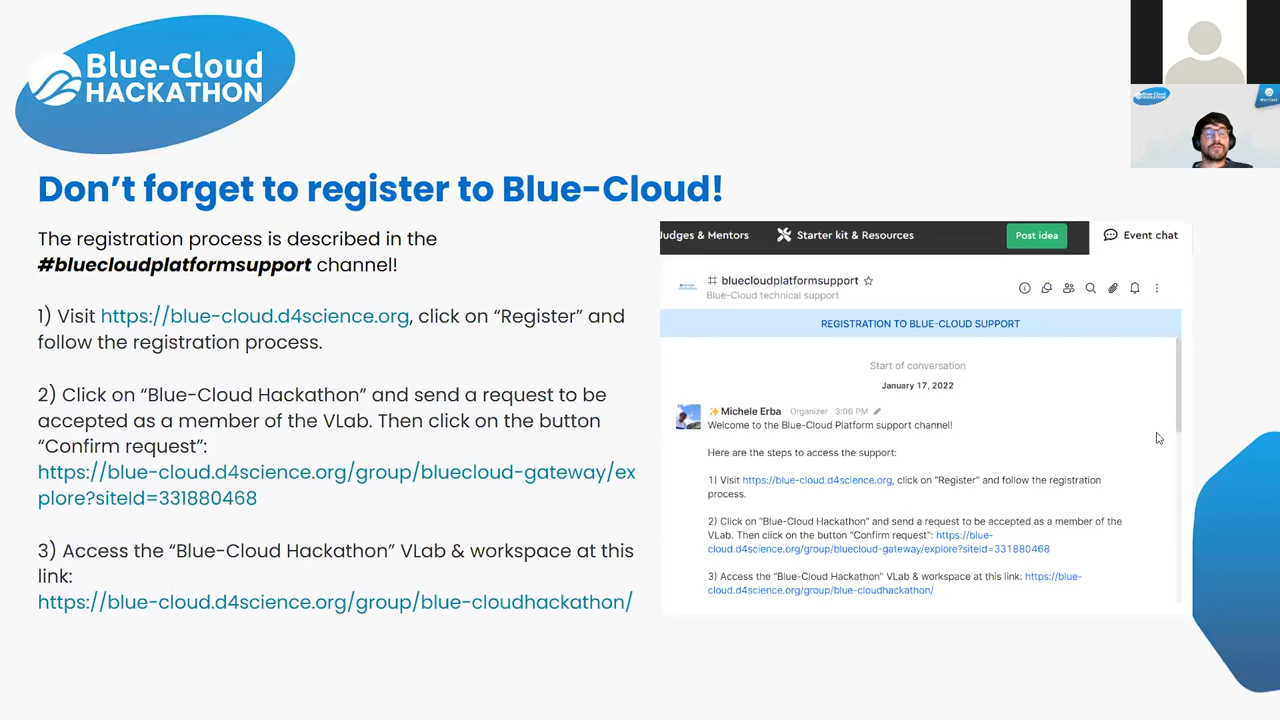 Blue-Cloud
HACKATHON
Blue-Cloud
HACKATHON
Don't forget to register to Blue-Cloud!
The registration process is described in the
#bluecloudplatformsupport channel!
1) Visit https://blue-cloud.d4science.org, click on “Register” and
follow the registration process.
2) Click on “Blue-Cloud Hackathon” and send a request to be
accepted as a member of the VLab. Then click on the button
“Confirm request”:
https://blue-cloud.d4science.org/group/bluecloud-gateway/ex
plore?siteId=331880468
3) Access the “Blue-Cloud Hackathon” VLab & workspace at this
link:
https://blue-cloud.d4science.org/group/blue-cloudhackathon/
Judges & Mentors Starter kit & Resources Post idea Event chat
# bluecloudplatformsupport
Blue-Cloud technical support
REGISTRATION TO BLUE-CLOUD SUPPORT
Start of conversation
January 17, 2022
Michele Erba Organizer 3:06 PM
Welcome to the Blue-Cloud Platform support channel!
Here are the steps to access the support:
1) Visit https://blue-cloud.d4science.org, click on “Register” and follow the registration
process.
2) Click on “Blue-Cloud Hackathon” and send a request to be accepted as a member of the
VLab. Then click on the button “Confirm request”: https://blue-
cloud.d4science.org/group/bluecloud-gateway/explore?siteId=331880468
3) Access the “Blue-Cloud Hackathon” VLab & workspace at this link: https://blue-
cloud.d4science.org/group/blue-cloudhackathon/